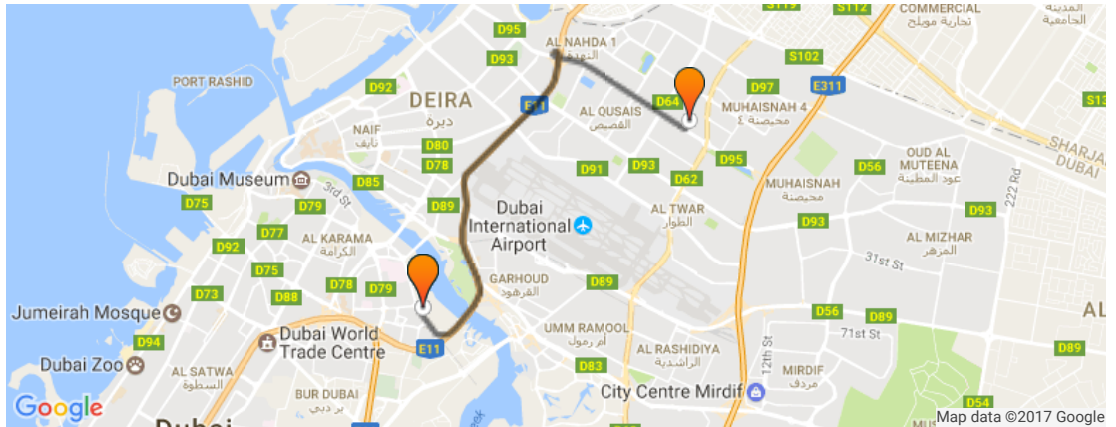 S119
S112
COMMERCIAL
تجارية مويلح
المدينة
الجامعية
D95
AL NAHDA 1
النهدة ١
D93
S102
PORT RASHID
D92
DEIRA
ديرة
E11
D64
D97
E311
AL QUSAIS
القصيص
MUHAISNAH 4
محيصنة ٤
NAIF
نايف
D80
D78
SHARJAH
DUBAI
OUD AL
MUTEENA
عود المطينة
D56
D91
D93
D95
D62
222 Rd
Dubai Museum
D85
3rd St
D75
D79
D89
MUHAISNAH
محيصنة
AL TWAR
الطوار
D93
D93
Dubai
International
Airport
D77
D92
AL KARAMA
الكرامة
AL MIZHAR
المزهر
31st St
D75
D78
D79
D73
D88
GARHOUD
القرهود
D89
Jumeirah Mosque
D56
D89
71st St
UMM RAMOOL
أم رمول
D94
Dubai World
Trade Centre
E11
AL RASHIDIYA
الراشدية
12th St
D89
Dubai Zoo
D83
AL SATWA
السطوة
MIRDIF
مردف
BUR DUBAI
بر دبي
City Centre Mirdif
D54
Google
Dubai
Map data ©2017 Google